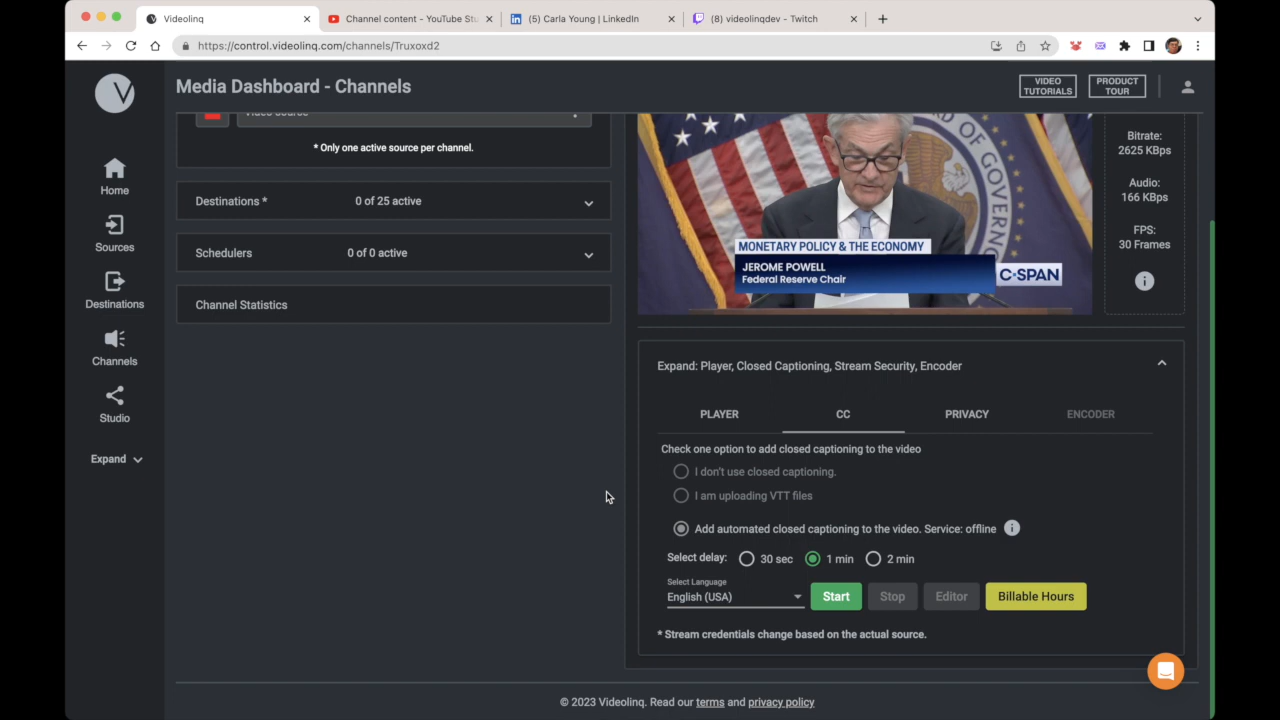 Videolinq
Channel content - YouTube Stu
(5) Carla Young | LinkedIn
(8) videolinqdev - Twitch
https://control.videolinq.com/channels/Truxoxd2
Media Dashboard - Channels
VIDEO
TUTORIALS
PRODUCT
TOUR
Home
Sources
Destinations
Channels
Studio
Expand
Video Source
* Only one active source per channel.
Destinations * 0 of 25 active
Schedulers 0 of 0 active
Channel Statistics
MONETARY POLICY & THE ECONOMY
JEROME POWELL
Federal Reserve Chair
C-SPAN
Bitrate:
2625 KBps
Audio:
166 KBps
FPS:
30 Frames
Expand: Player, Closed Captioning, Stream Security, Encoder
PLAYER CC PRIVACY ENCODER
Check one option to add closed captioning to the video
I don't use closed captioning.
I am uploading VTT files
Add automated closed captioning to the video. Service: offline
Select delay: 30 sec 1 min 2 min
Select Language
English (USA) Start Stop Editor Billable Hours
* Stream credentials change based on the actual source.
© 2023 Videolinq. Read our terms and privacy policy